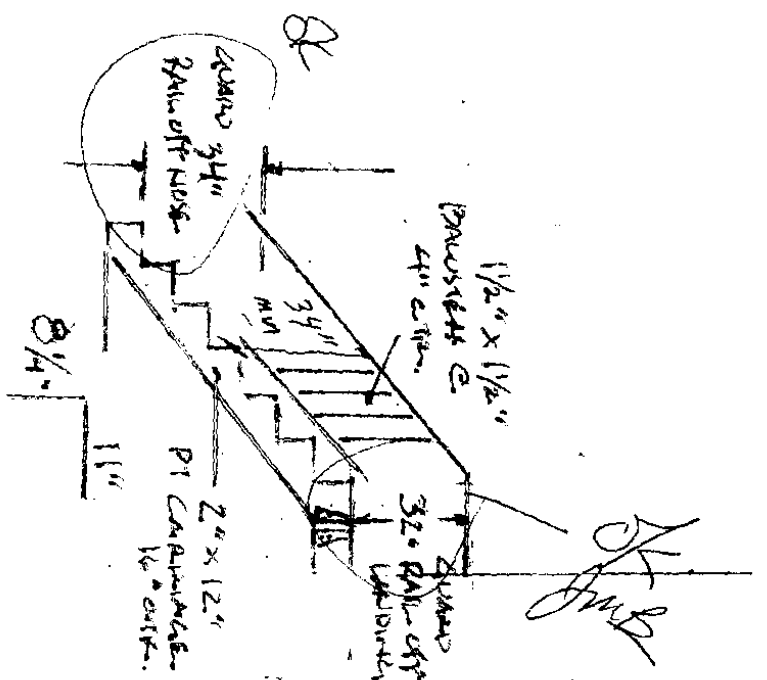 OK
GUARD 34"
RAIL OFF NOSE
1 1/2" X 1 1/2"
BALUSTER @
4"
34"
MIN
OK
GUARD
32" RAIL OFF
LANDING
2" X 12"
PT CARRIAGE
16"
8 1/4"
11"